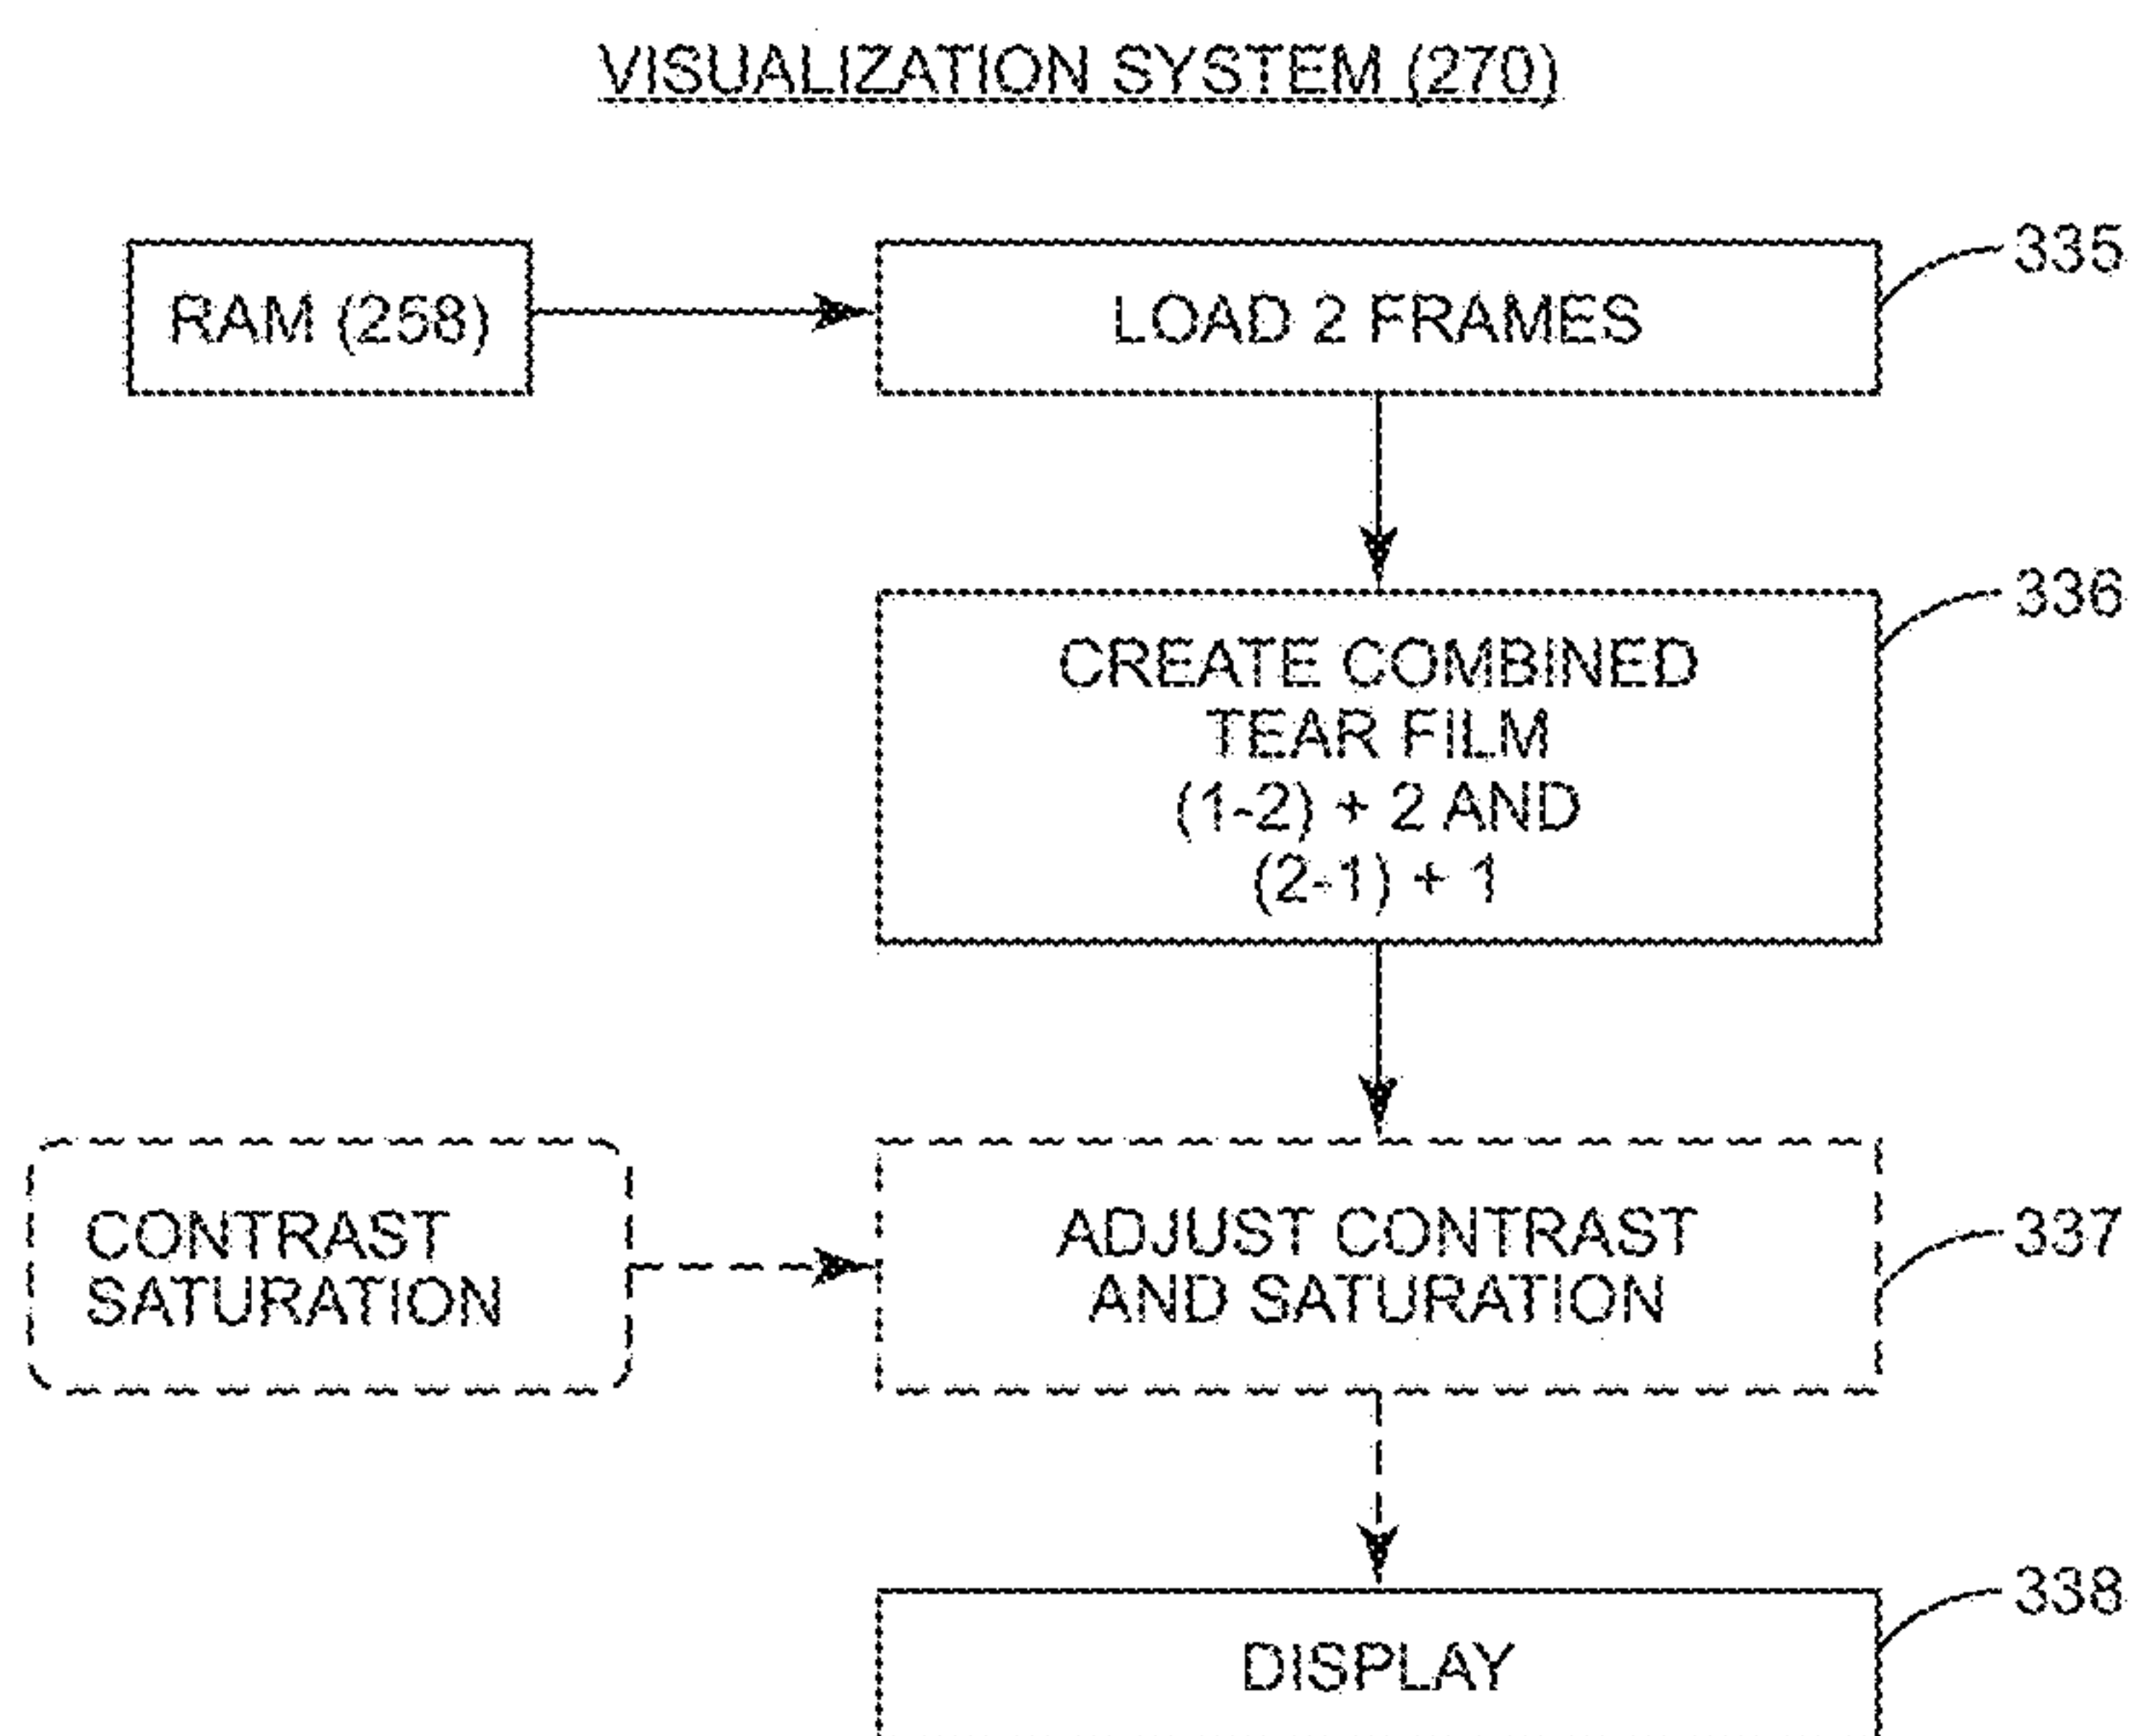 VISUALIZATION SYSTEM (270)
RAM (258)
LOAD 2 FRAMES
335
CREATE COMBINED
TEAR FILM
(1-2) + 2 AND
(2-1) + 1
336
CONTRAST
SATURATION
ADJUST CONTRAST
AND SATURATION
337
DISPLAY
338